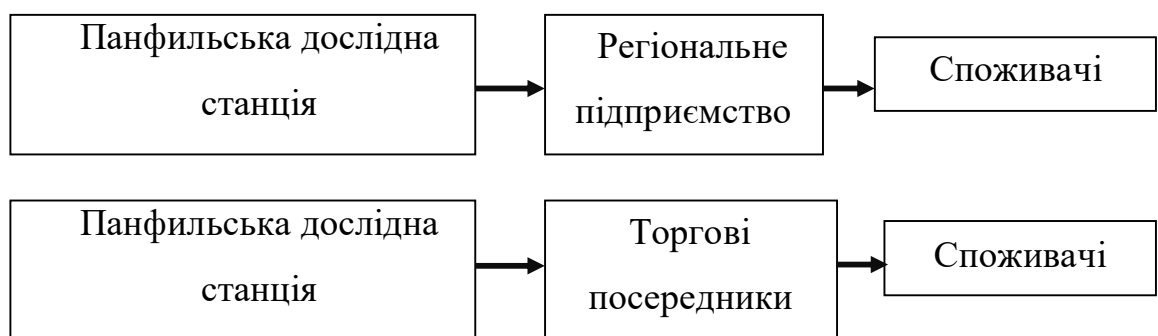 Панфильська дослідна
станція
Регіональне
підприємство
Споживачі
Панфильська дослідна
станція
Торгові
посередники
Споживачі